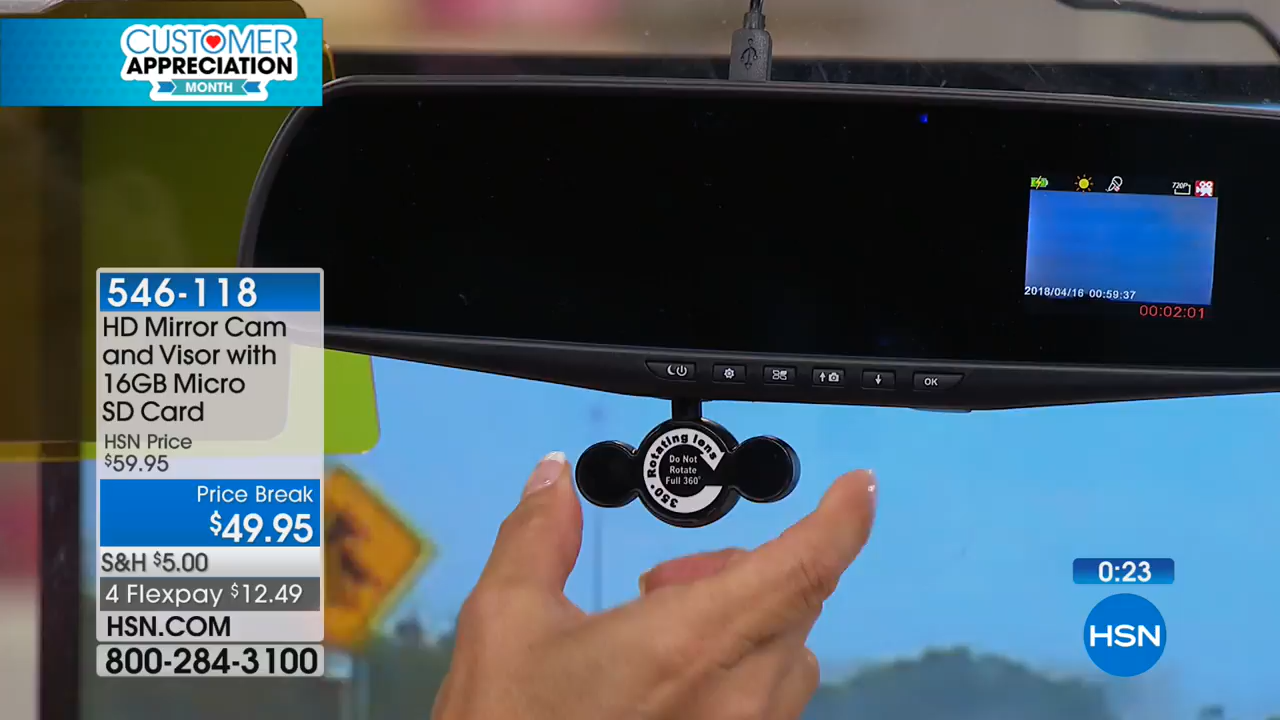 CUSTOMER
APPRECIATION
MONTH
546-118
HD Mirror Cam
and Visor with
16GB Micro
SD Card
HSN Price
$59.95
Price Break
$49.95
S&H $5.00
4 Flexpay $12.49
HSN.COM
800-284-3100
720P
2018/04/16 00:59:37
00:02:01
OK
350° Rotating lens
Do Not
Rotate
Full 360°
0:23
HSN